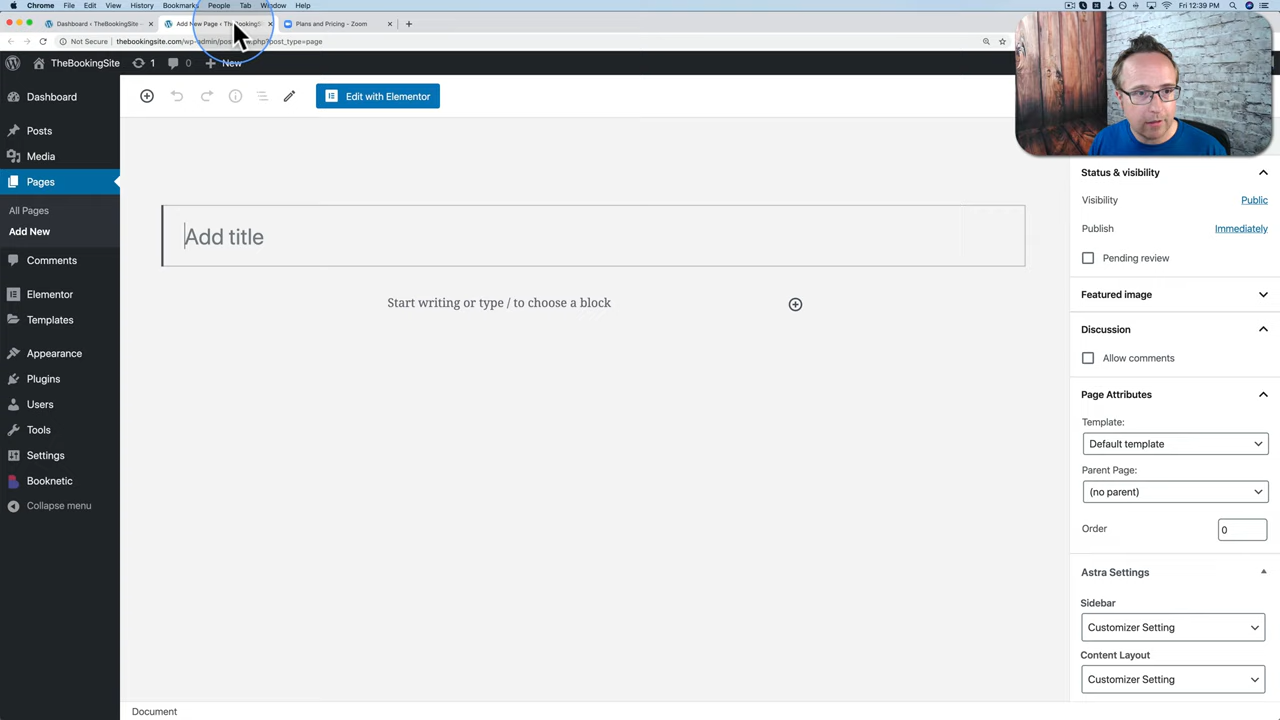 Chrome File Edit View History Bookmarks People Tab Window Help
Fri 12:39 PM
Dashboard ‹ TheBookingSite –
Add New Page ‹ TheBookingSi
Plans and Pricing - Zoom
Not Secure thebookingsite.com/wp-admin/post-new.php?post_type=page
TheBookingSite 1 0 New
Edit with Elementor
Dashboard
Posts
Media
Pages
All Pages
Add New
Comments
Elementor
Templates
Appearance
Plugins
Users
Tools
Settings
Booknetic
Collapse menu
Add title
Start writing or type / to choose a block
Status & visibility
Visibility Public
Publish Immediately
Pending review
Featured image
Discussion
Allow comments
Page Attributes
Template:
Default template
Parent Page:
(no parent)
Order 0
Astra Settings
Sidebar
Customizer Setting
Content Layout
Customizer Setting
Document